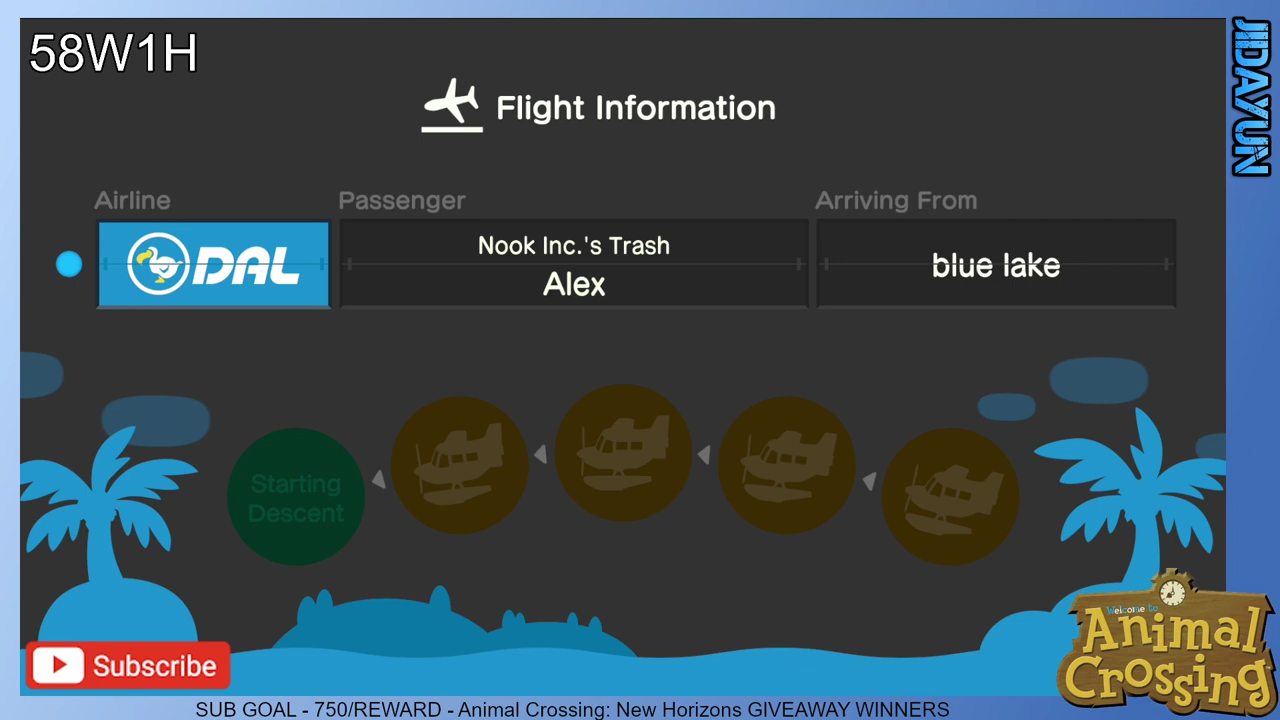 58W1H
JIDAVUN
Flight Information
Airline
Passenger
Arriving From
DAL
Nook Inc.'s Trash
Alex
blue lake
Starting
Descent
Welcome to
Animal
Crossing
Subscribe
SUB GOAL - 750/REWARD - Animal Crossing: New Horizons GIVEAWAY WINNERS